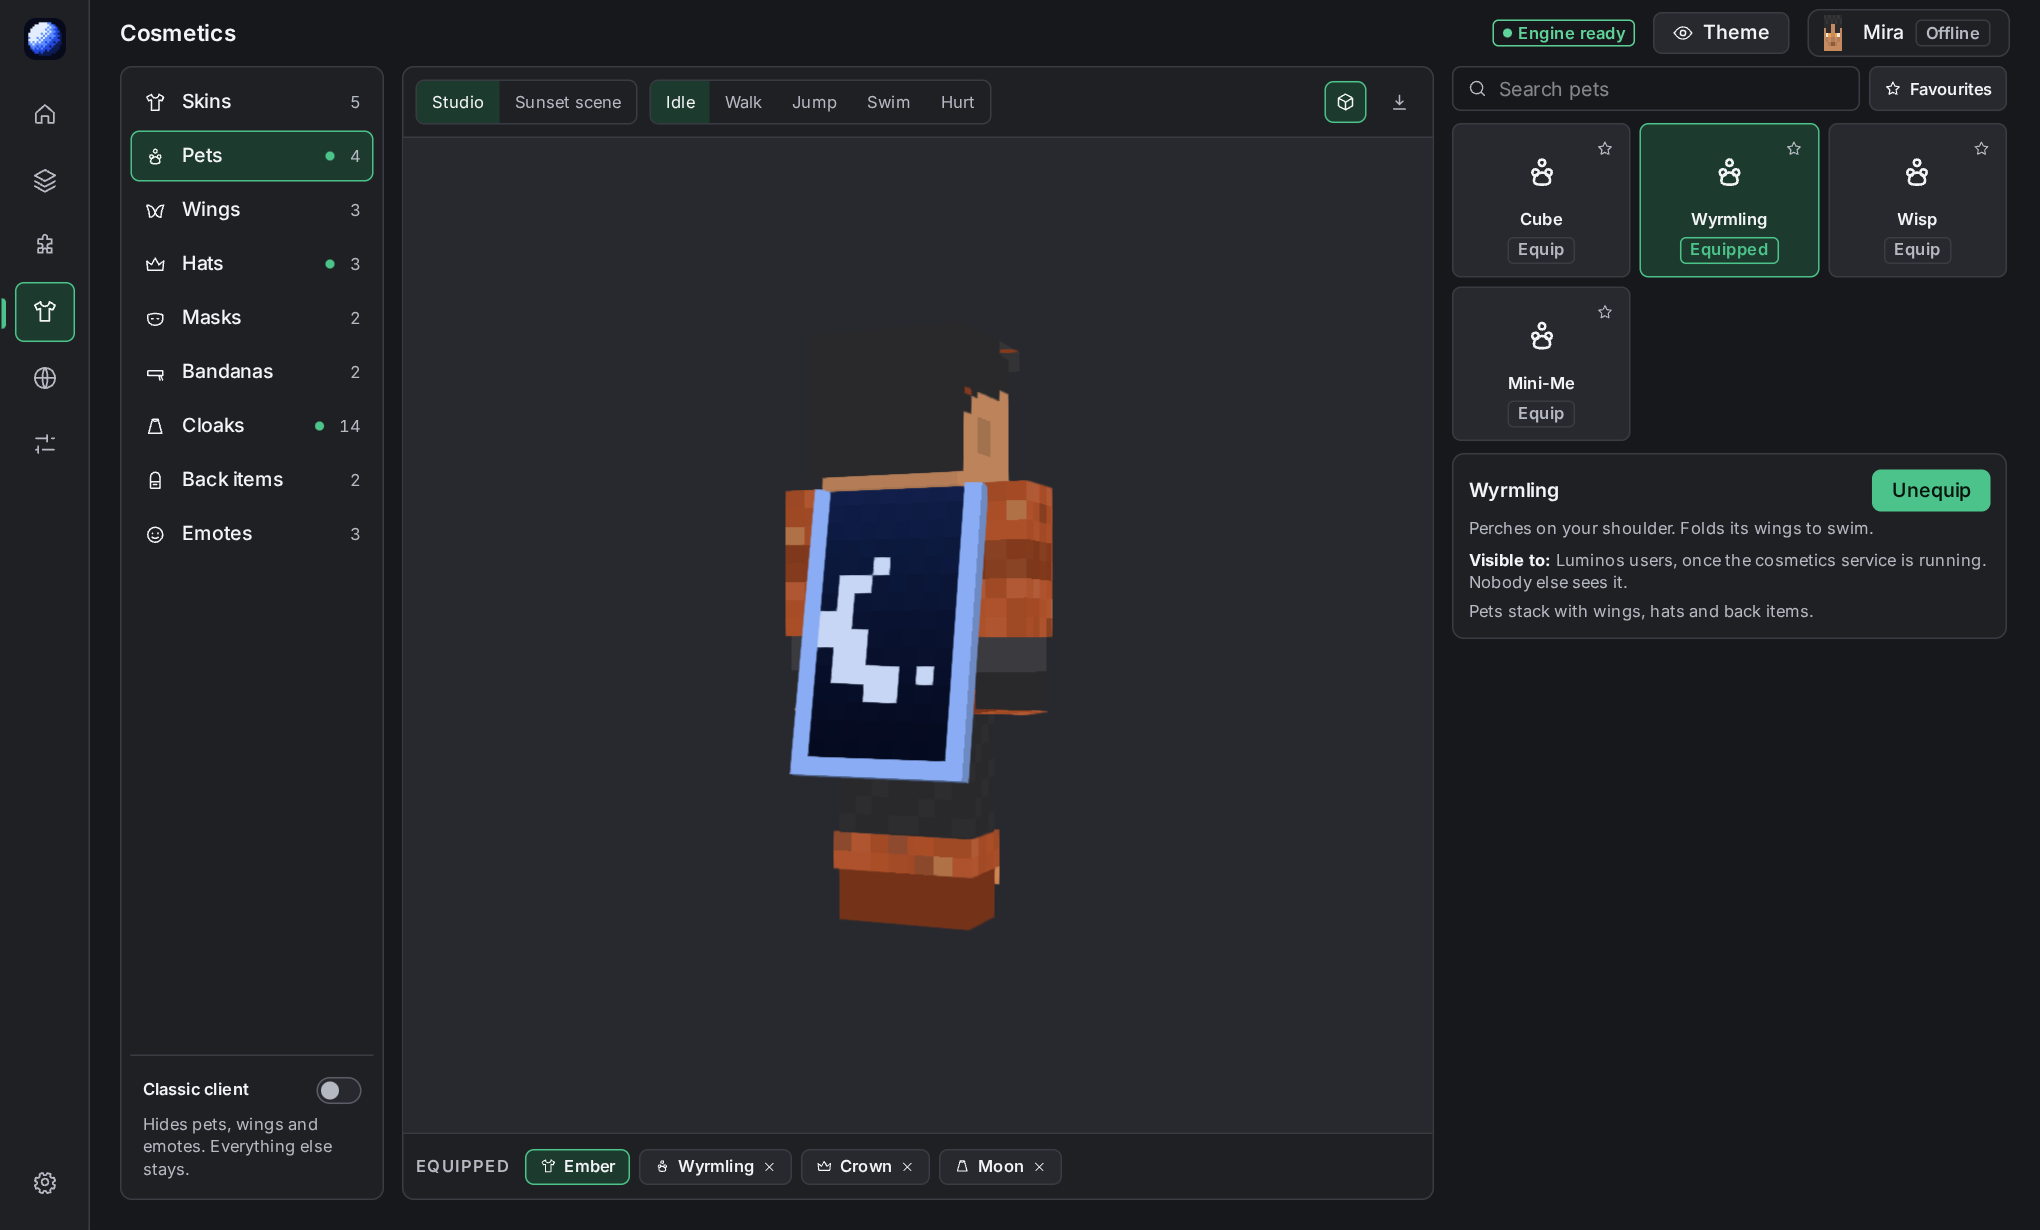 Cosmetics
Engine ready
Theme
Mira
Offline
Skins 5
Pets 4
Wings 3
Hats 3
Masks 2
Bandanas 2
Cloaks 14
Back items 2
Emotes 3
Classic client
Hides pets, wings and
emotes. Everything else
stays.
Studio
Sunset scene
Idle
Walk
Jump
Swim
Hurt
EQUIPPED
Ember
Wyrmling
Crown
Moon
Search pets
Favourites
Cube
Equip
Wyrmling
Equipped
Wisp
Equip
Mini-Me
Equip
Wyrmling
Unequip
Perches on your shoulder. Folds its wings to swim.
Visible to: Luminos users, once the cosmetics service is running.
Nobody else sees it.
Pets stack with wings, hats and back items.